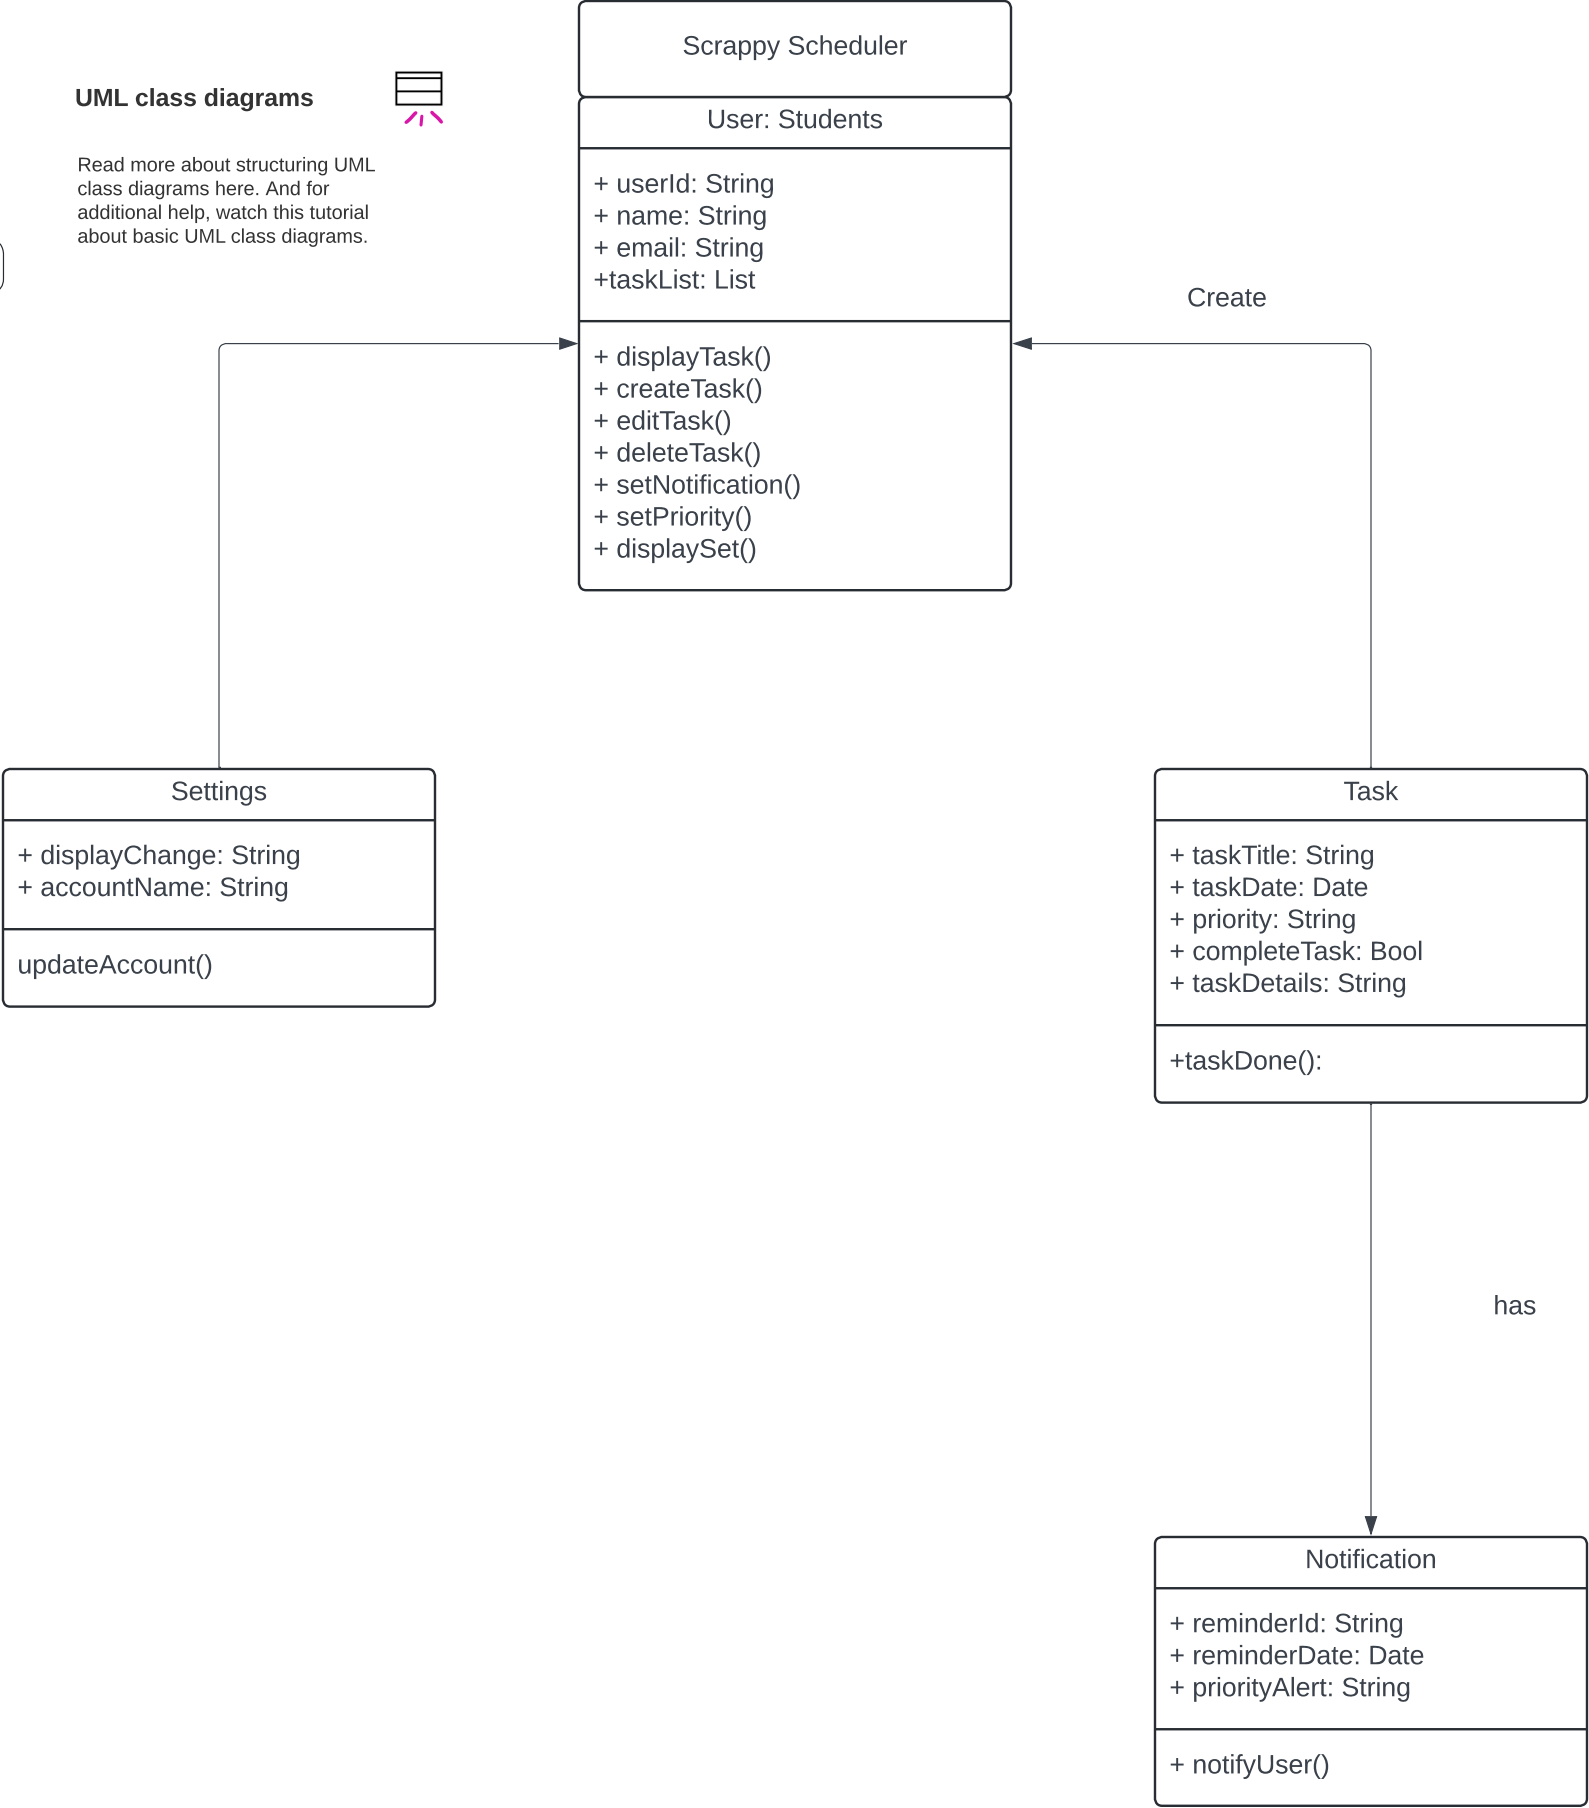 Scrappy Scheduler
UML class diagrams
Read more about structuring UML
class diagrams here. And for
additional help, watch this tutorial
about basic UML class diagrams.
User: Students
+ userId: String
+ name: String
+ email: String
+taskList: List
+ displayTask()
+ createTask()
+ editTask()
+ deleteTask()
+ setNotification()
+ setPriority()
+ displaySet()
Create
Settings
+ displayChange: String
+ accountName: String
updateAccount()
Task
+ taskTitle: String
+ taskDate: Date
+ priority: String
+ completeTask: Bool
+ taskDetails: String
+taskDone():
has
Notification
+ reminderId: String
+ reminderDate: Date
+ priorityAlert: String
+ notifyUser()